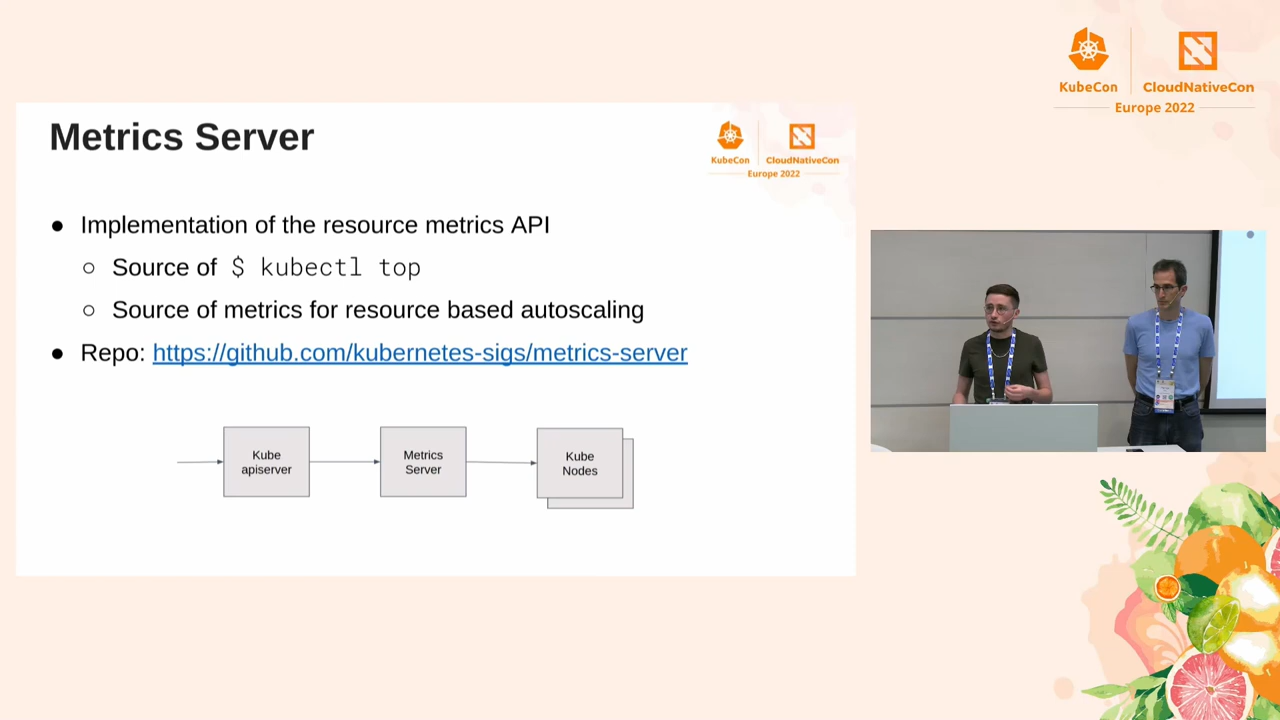 KubeCon
CloudNativeCon
Europe 2022
Metrics Server
KubeCon
CloudNativeCon
Europe 2022
● Implementation of the resource metrics API
○ Source of $ kubectl top
○ Source of metrics for resource based autoscaling
● Repo: https://github.com/kubernetes-sigs/metrics-server
Kube
apiserver
Metrics
Server
Kube
Nodes